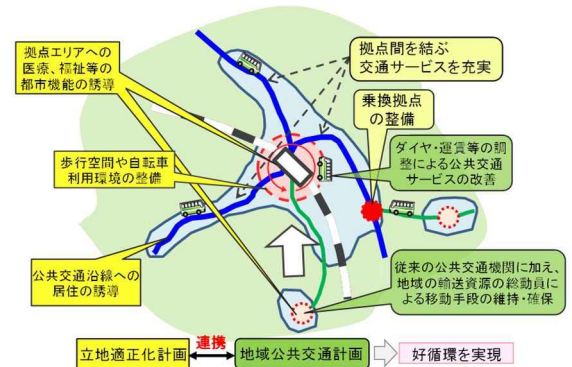 拠点エリアへの
医療、福祉等の
都市機能の誘導
拠点間を結ぶ
交通サービスを充実
乗換拠点
の整備
歩行空間や自転車
利用環境の整備
ダイヤ・運賃等の調
整による公共交通
サービスの改善
公共交通沿線への
居住の誘導
従来の公共交通機関に加え、
地域の輸送資源の総動員
による移動手段の維持・確保
立地適正化計画
連携
地域公共交通計画
好循環を実現